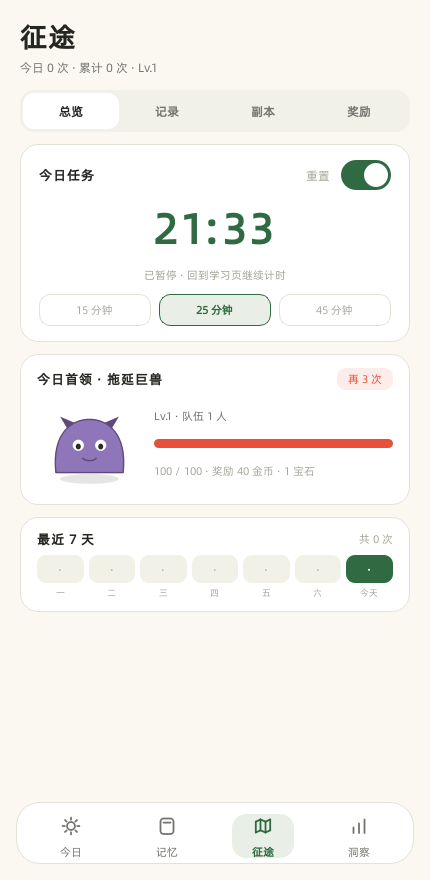 征途
今日 0 次 · 累计 0 次 · Lv.1
总览 记录 副本 奖励
今日任务 重置
21:33
已暂停 · 回到学习页继续计时
15 分钟 25 分钟 45 分钟
今日首领 · 拖延巨兽 再 3 次
Lv.1 · 队伍 1 人
100 / 100 · 奖励 40 金币 · 1 宝石
最近 7 天 共 0 次
· · · · · · ·
一 二 三 四 五 六 今天
今日 记忆 征途 洞察